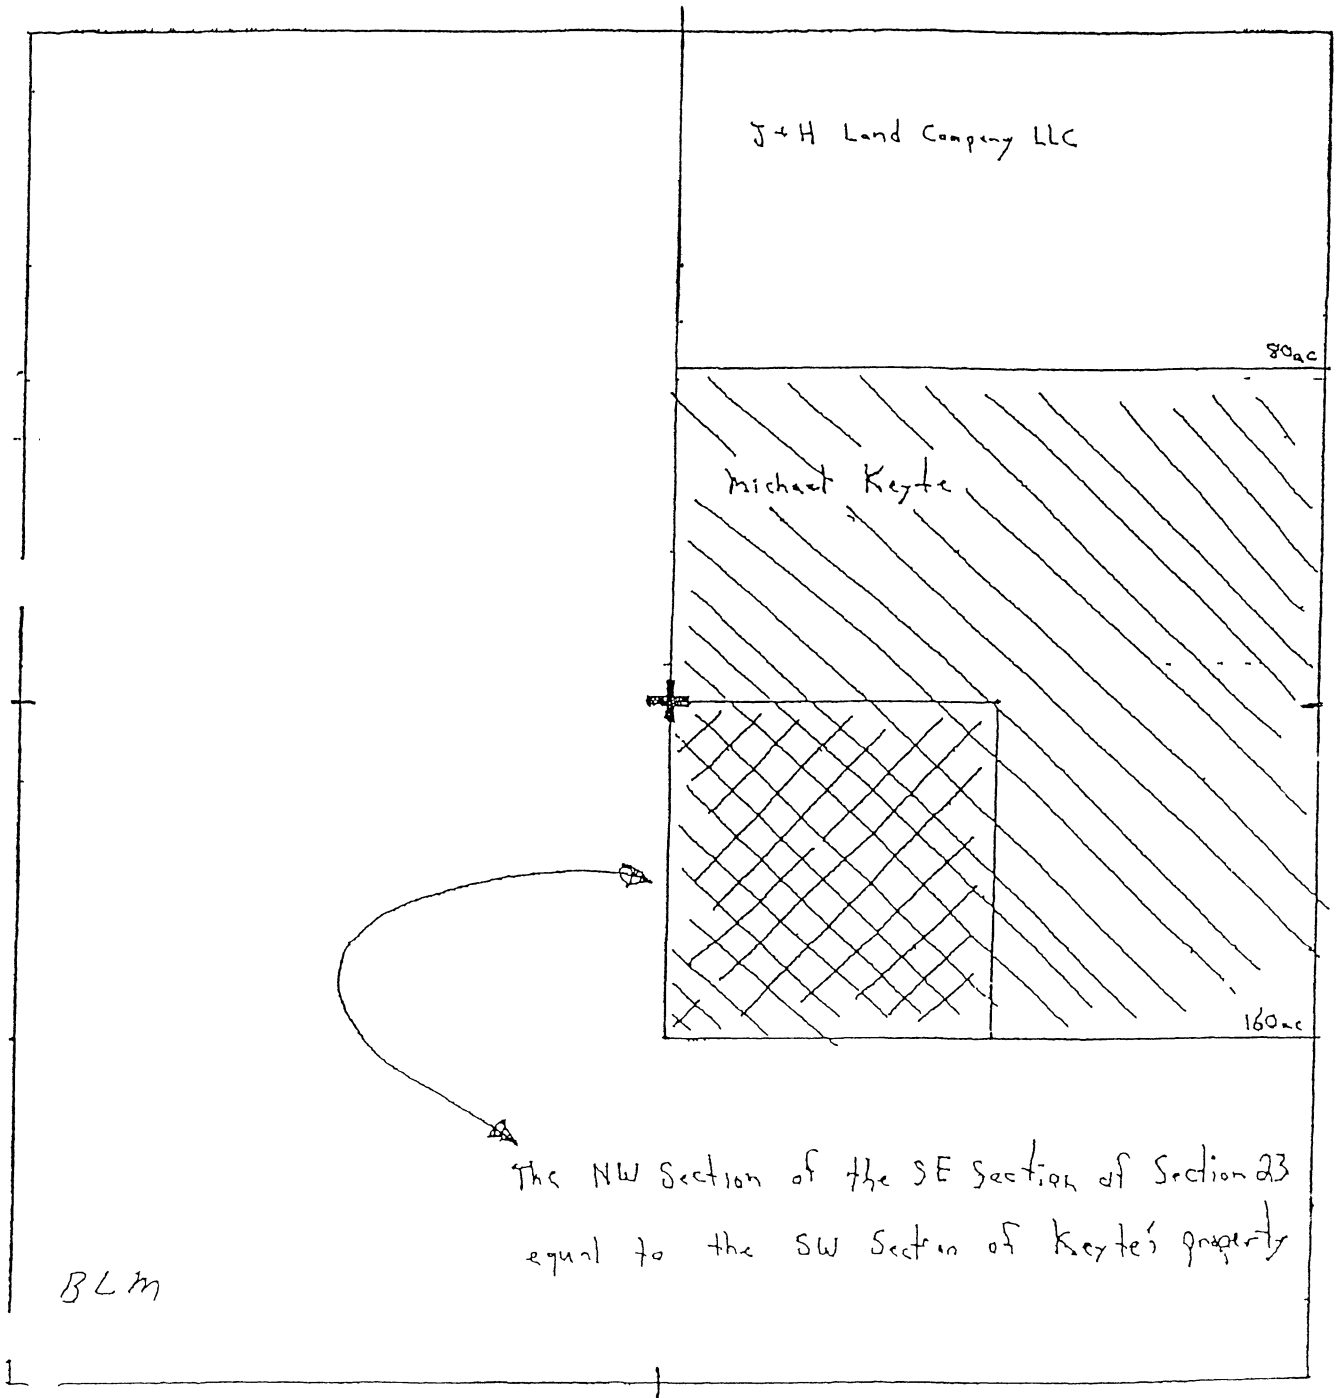 J + H Land Company LLC
80ac
Michael Keyte
160ac
The NW Section of the SE Section of Section 23
equal to the SW Section of Keyte's property
BLM